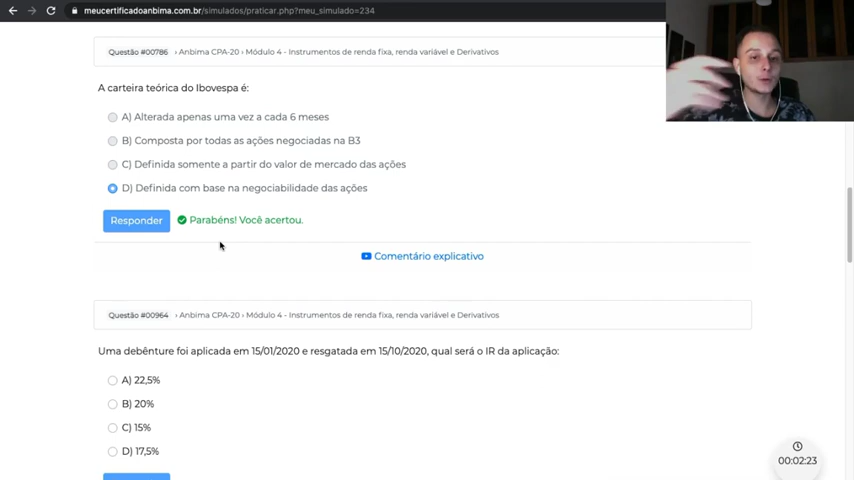 meucertificadoanbima.com.br/simulados/praticar.php?meu_simulado=234
Questão #00786 › Anbima CPA-20 › Módulo 4 - Instrumentos de renda fixa, renda variável e Derivativos
A carteira teórica do Ibovespa é:
A) Alterada apenas uma vez a cada 6 meses
B) Composta por todas as ações negociadas na B3
C) Definida somente a partir do valor de mercado das ações
D) Definida com base na negociabilidade das ações
Responder Parabéns! Você acertou.
Comentário explicativo
Questão #00964 › Anbima CPA-20 › Módulo 4 - Instrumentos de renda fixa, renda variável e Derivativos
Uma debênture foi aplicada em 15/01/2020 e resgatada em 15/10/2020, qual será o IR da aplicação:
A) 22,5%
B) 20%
C) 15%
D) 17,5%
00:02:23